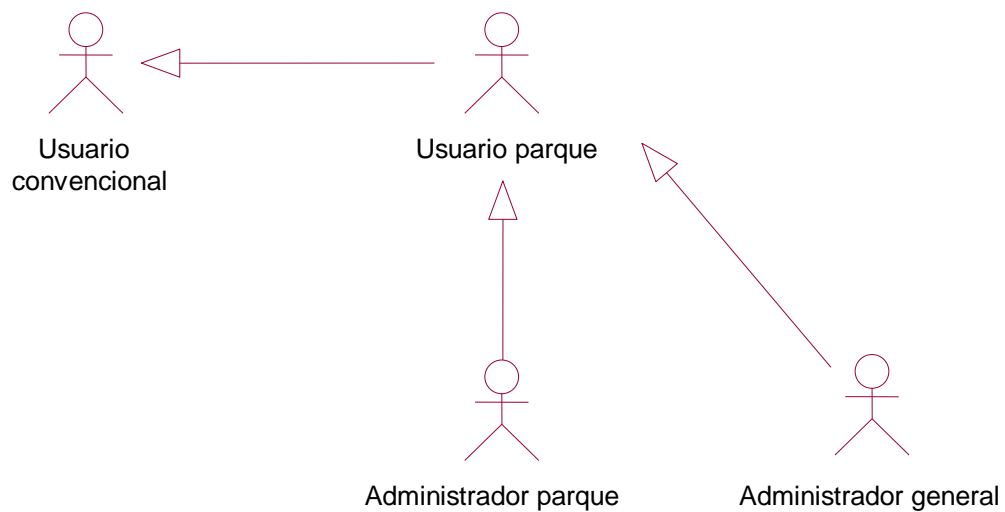 Usuario
convencional
Usuario parque
Administrador parque
Administrador general